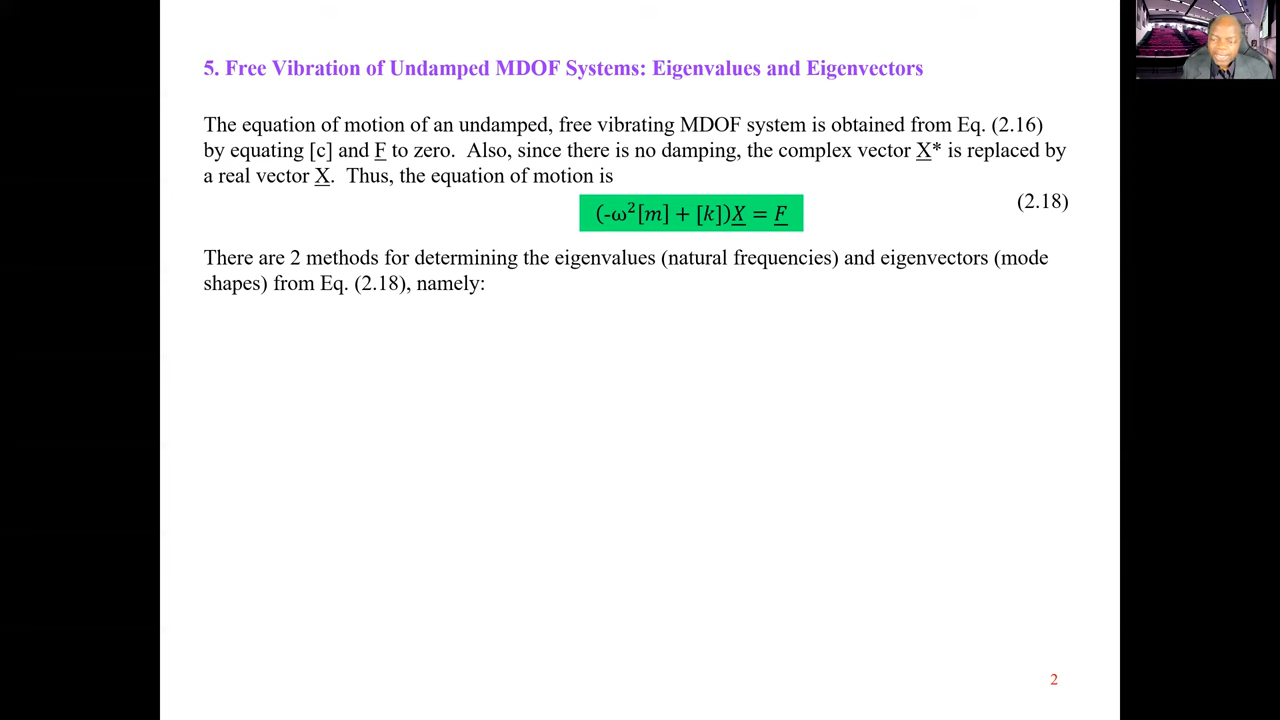 5. Free Vibration of Undamped MDOF Systems: Eigenvalues and Eigenvectors
The equation of motion of an undamped, free vibrating MDOF system is obtained from Eq. (2.16)
by equating [c] and F to zero.  Also, since there is no damping, the complex vector X* is replaced by
a real vector X.  Thus, the equation of motion is
(2.18)
(-ω²[m] + [k])X = F
There are 2 methods for determining the eigenvalues (natural frequencies) and eigenvectors (mode
shapes) from Eq. (2.18), namely:
2